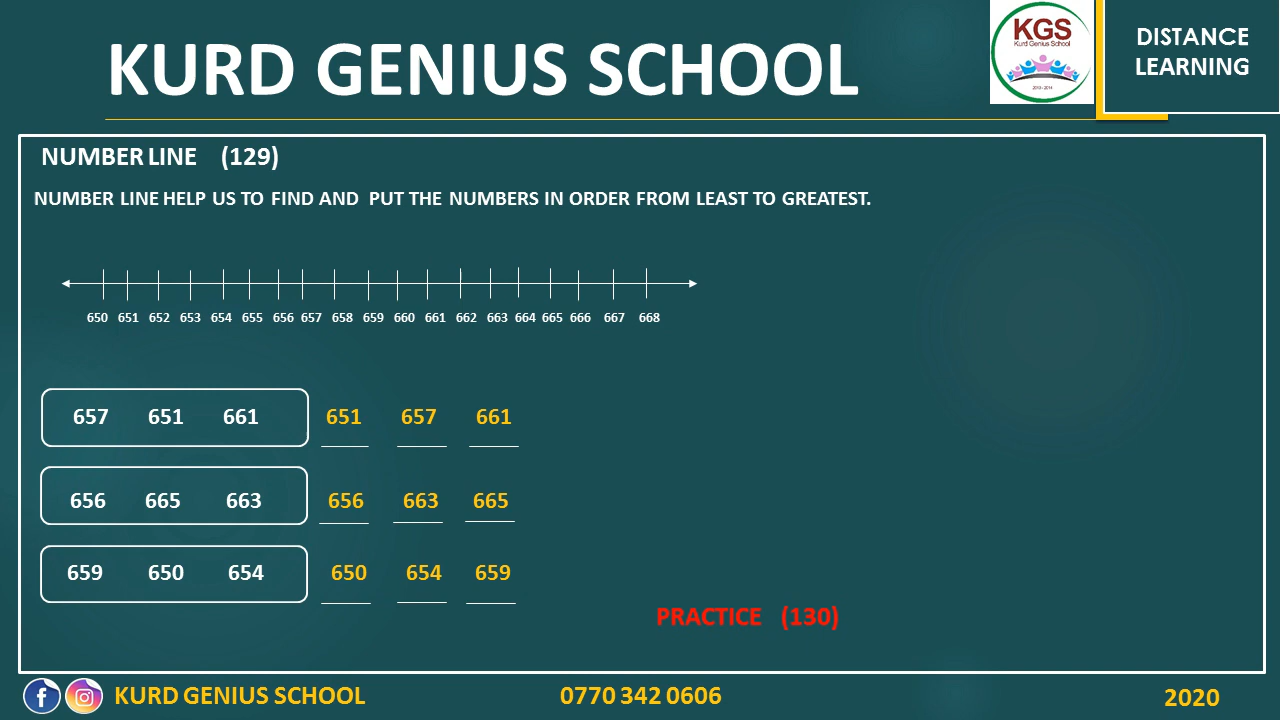 KURD GENIUS SCHOOL
KGS
Kurd Genius School
DISTANCE
LEARNING
NUMBER LINE (129)
NUMBER LINE HELP US TO FIND AND PUT THE NUMBERS IN ORDER FROM LEAST TO GREATEST.
650 651 652 653 654 655 656 657 658 659 660 661 662 663 664 665 666 667 668
657 651 661 651 657 661
656 665 663 656 663 665
659 650 654 650 654 659
PRACTICE (130)
KURD GENIUS SCHOOL 0770 342 0606 2020